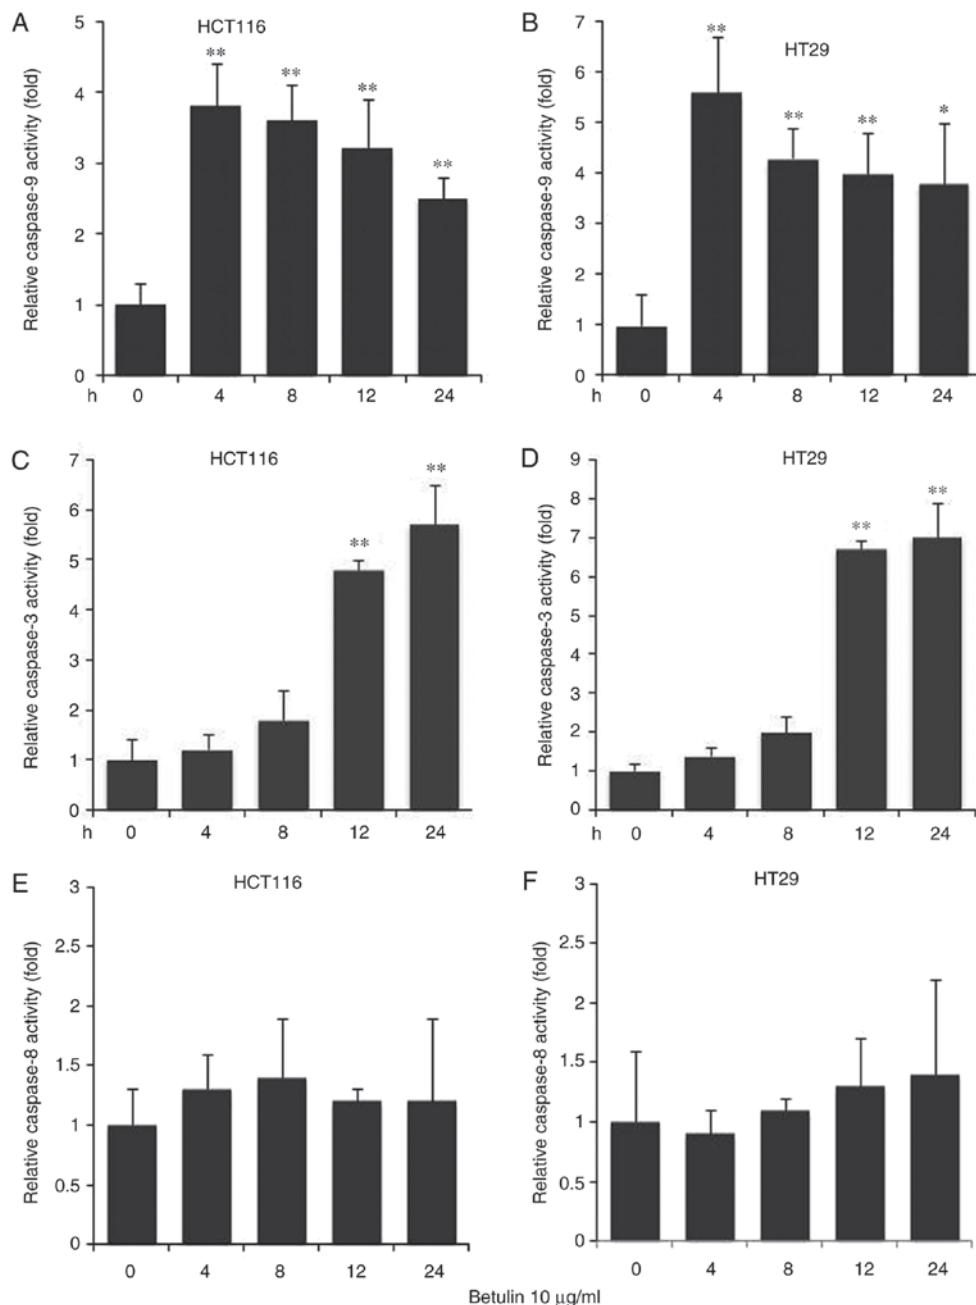 A
HCT116
Relative caspase-9 activity (fold)
5
4
3
2
1
0
** ** ** **
h 0 4 8 12 24
B
HT29
Relative caspase-9 activity (fold)
7
6
5
4
3
2
1
0
** ** ** *
h 0 4 8 12 24
C
HCT116
Relative caspase-3 activity (fold)
7
6
5
4
3
2
1
0
** **
h 0 4 8 12 24
D
HT29
Relative caspase-3 activity (fold)
9
8
7
6
5
4
3
2
1
0
** **
h 0 4 8 12 24
E
HCT116
Relative caspase-8 activity (fold)
3
2.5
2
1.5
1
0.5
0
0 4 8 12 24
F
HT29
Relative caspase-8 activity (fold)
3
2.5
2
1.5
1
0.5
0
0 4 8 12 24
Betulin 10 μg/ml